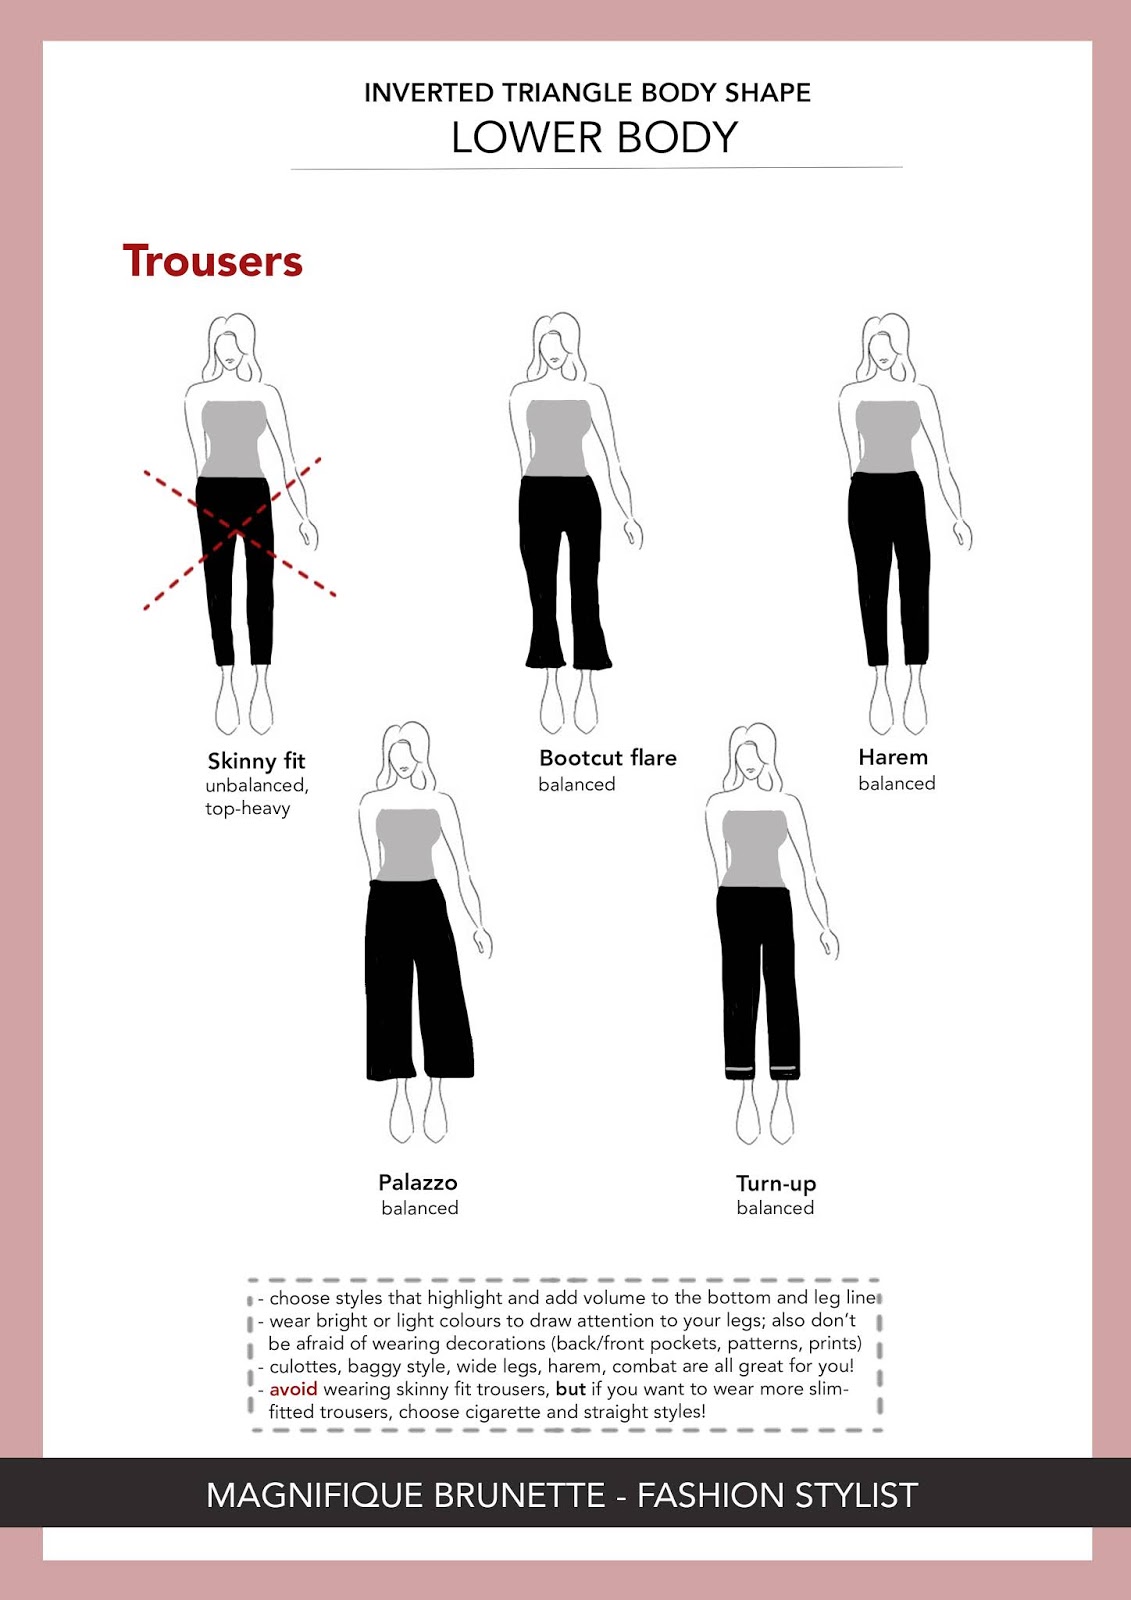 INVERTED TRIANGLE BODY SHAPE
LOWER BODY
Trousers
Skinny fit
unbalanced,
top-heavy
Bootcut flare
balanced
Harem
balanced
Palazzo
balanced
Turn-up
balanced
- choose styles that highlight and add volume to the bottom and leg line
- wear bright or light colours to draw attention to your legs; also don't
be afraid of wearing decorations (back/front pockets, patterns, prints)
- culottes, baggy style, wide legs, harem, combat are all great for you!
- avoid wearing skinny fit trousers, but if you want to wear more slim-
fitted trousers, choose cigarette and straight styles!
MAGNIFIQUE BRUNETTE - FASHION STYLIST